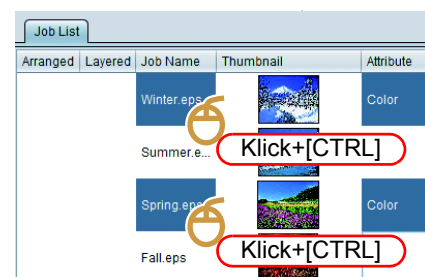 Job List
Arranged Layered Job Name Thumbnail Attribute
Winter.eps Color
Summer.e...
Klick+[CTRL]
Spring.eps Color
Fall.eps
Klick+[CTRL]